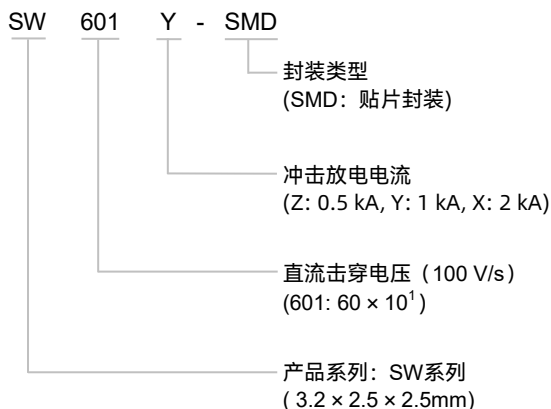 SW 601 Y - SMD
封装类型
(SMD：贴片封装)
冲击放电电流
(Z: 0.5 kA, Y: 1 kA, X: 2 kA)
直流击穿电压（100 V/s）
(601: 60 × 10¹)
产品系列：SW系列
( 3.2 × 2.5 × 2.5mm)